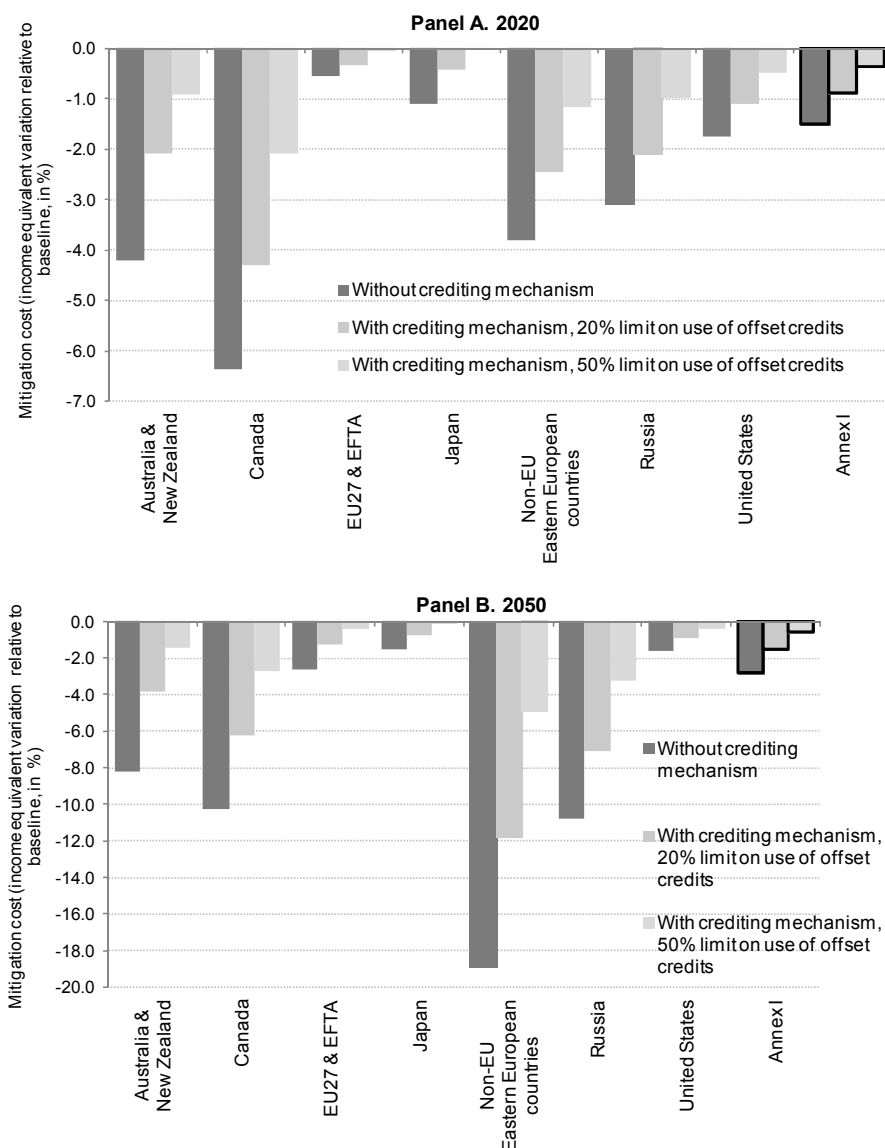 Panel A. 2020
Mitigation cost (income equivalent variation relative to
baseline, in %)
0.0
-1.0
-2.0
-3.0
-4.0
-5.0
-6.0
-7.0
Without crediting mechanism
With crediting mechanism, 20% limit on use of offset credits
With crediting mechanism, 50% limit on use of offset credits
Australia &
New Zealand
Canada
EU27 & EFTA
Japan
Non-EU
Eastern European
countries
Russia
United States
Annex I
Panel B. 2050
Mitigation cost (income equivalent variation relative to
baseline, in %)
0.0
-2.0
-4.0
-6.0
-8.0
-10.0
-12.0
-14.0
-16.0
-18.0
-20.0
Without crediting
mechanism
With crediting mechanism,
20% limit on use of offset
credits
With crediting mechanism,
50% limit on use of offset
credits
Australia &
New Zealand
Canada
EU27 & EFTA
Japan
Non-EU
Eastern European
countries
Russia
United States
Annex I